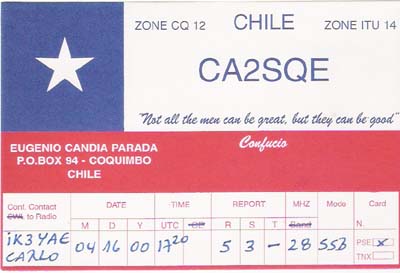 ZONE CQ 12 CHILE ZONE ITU 14
CA2SQE
"Not all the men can be great, but they can be good"
Confucio
EUGENIO CANDIA PARADA
P.O.BOX 94 - COQUIMBO
CHILE
Conf. Contact DATE TIME REPORT MHZ Mode Card
SWL to Radio M D Y UTC R S T Band N.
iK3YAE 04 16 00 1720 5 3 - 28 SSB PSE X
CARLO TNX